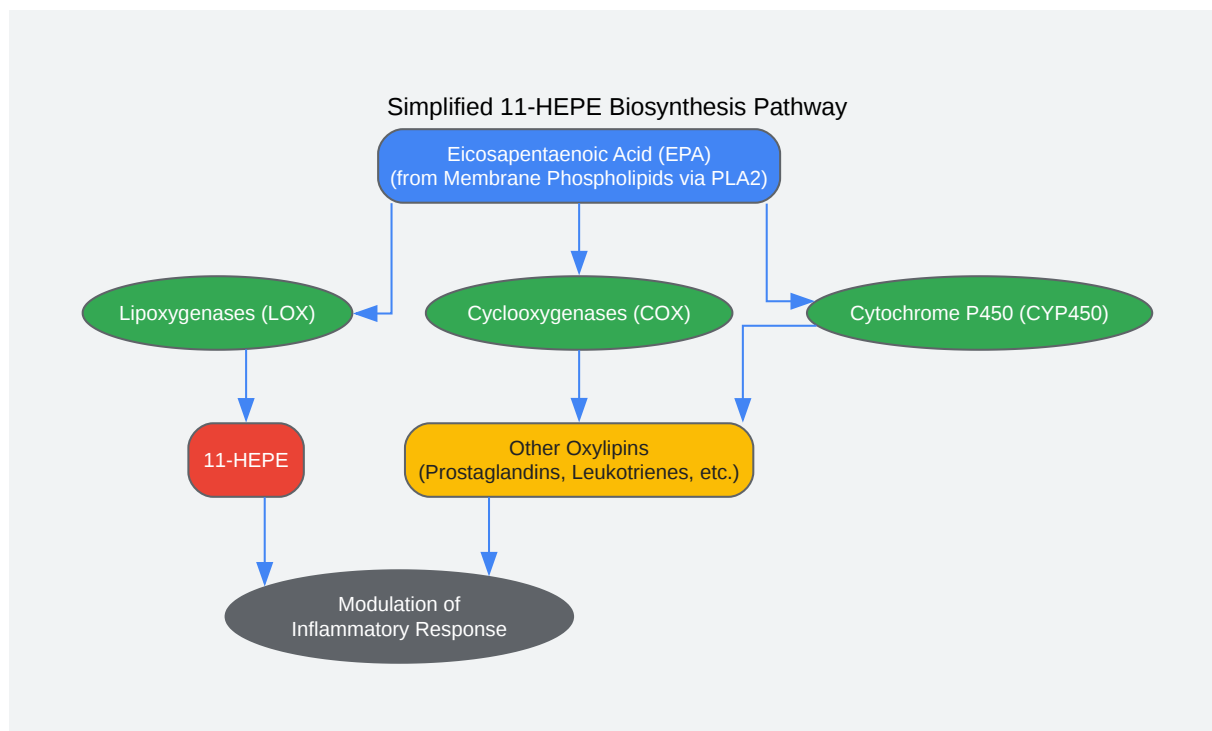 Simplified 11-HEPE Biosynthesis Pathway
Eicosapentaenoic Acid (EPA)
(from Membrane Phospholipids via PLA2)
Lipoxygenases (LOX)
Cyclooxygenases (COX)
Cytochrome P450 (CYP450)
11-HEPE
Other Oxylipins
(Prostaglandins, Leukotrienes, etc.)
Modulation of
Inflammatory Response